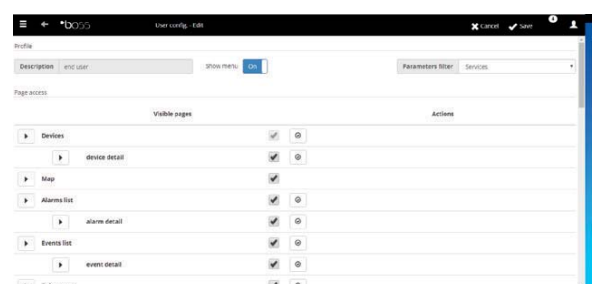 boss User config. - Edit Cancel Save 4
Profile
Description end user Show menu On Parameters filter Services
Page access
Visible pages Actions
Devices
device detail
Map
Alarms list
alarm detail
Events list
event detail